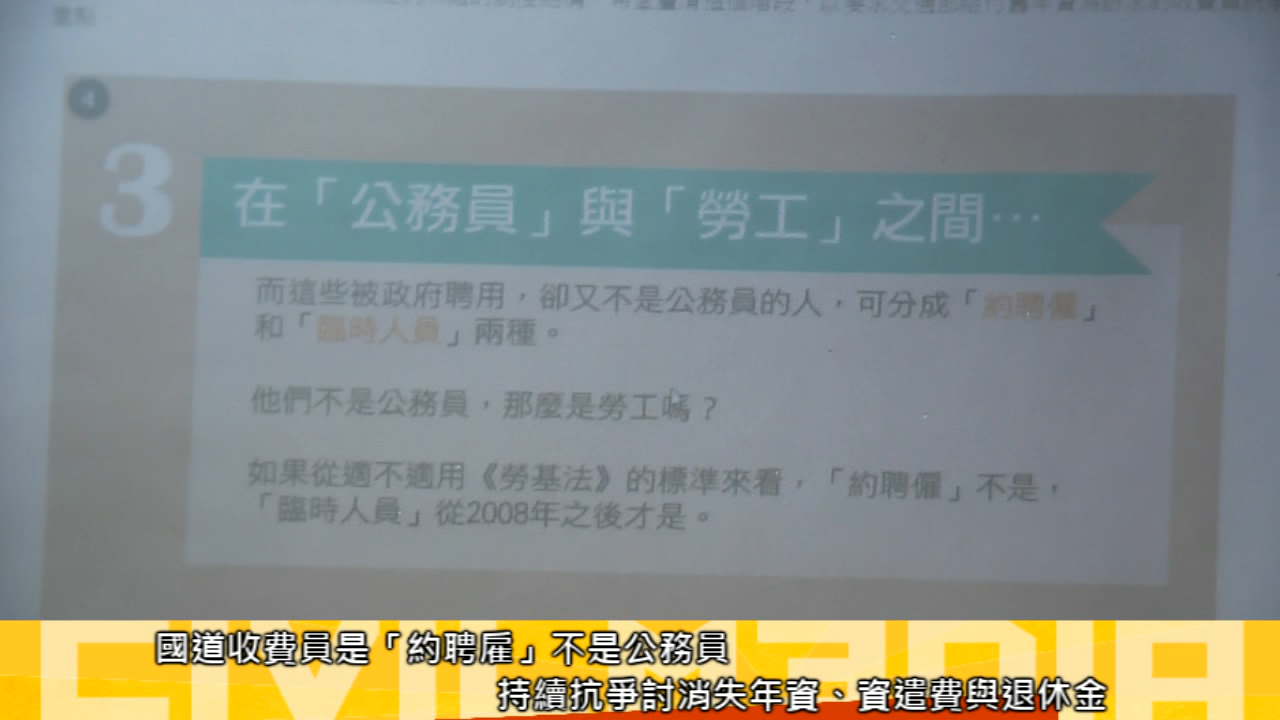 重點
4
3
在「公務員」與「勞工」之間…
而這些被政府聘用，卻又不是公務員的人，可分成「約聘僱」
和「臨時人員」兩種。
他們不是公務員，那麼是勞工嗎？
如果從適不適用《勞基法》的標準來看，「約聘僱」不是，
「臨時人員」從2008年之後才是。
國道收費員是「約聘雇」不是公務員
持續抗爭討消失年資、資遣費與退休金